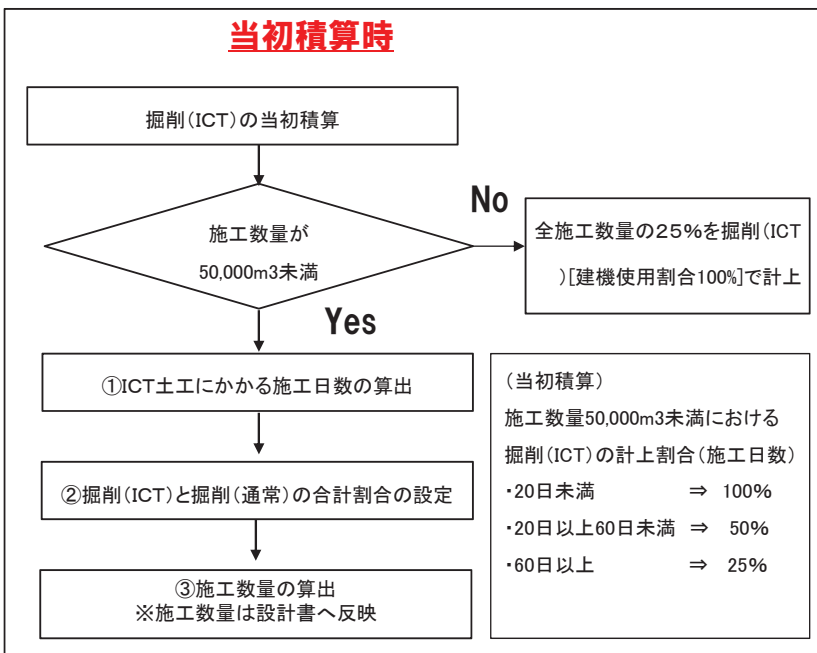 当初積算時
掘削(ICT)の当初積算
施工数量が
50,000m3未満
No
全施工数量の25%を掘削(ICT
)[建機使用割合100%]で計上
Yes
①ICT土工にかかる施工日数の算出
②掘削(ICT)と掘削(通常)の合計割合の設定
③施工数量の算出
※施工数量は設計書へ反映
(当初積算)
施工数量50,000m3未満における
掘削(ICT)の計上割合(施工日数)
・20日未満 ⇒ 100%
・20日以上60日未満 ⇒ 50%
・60日以上 ⇒ 25%